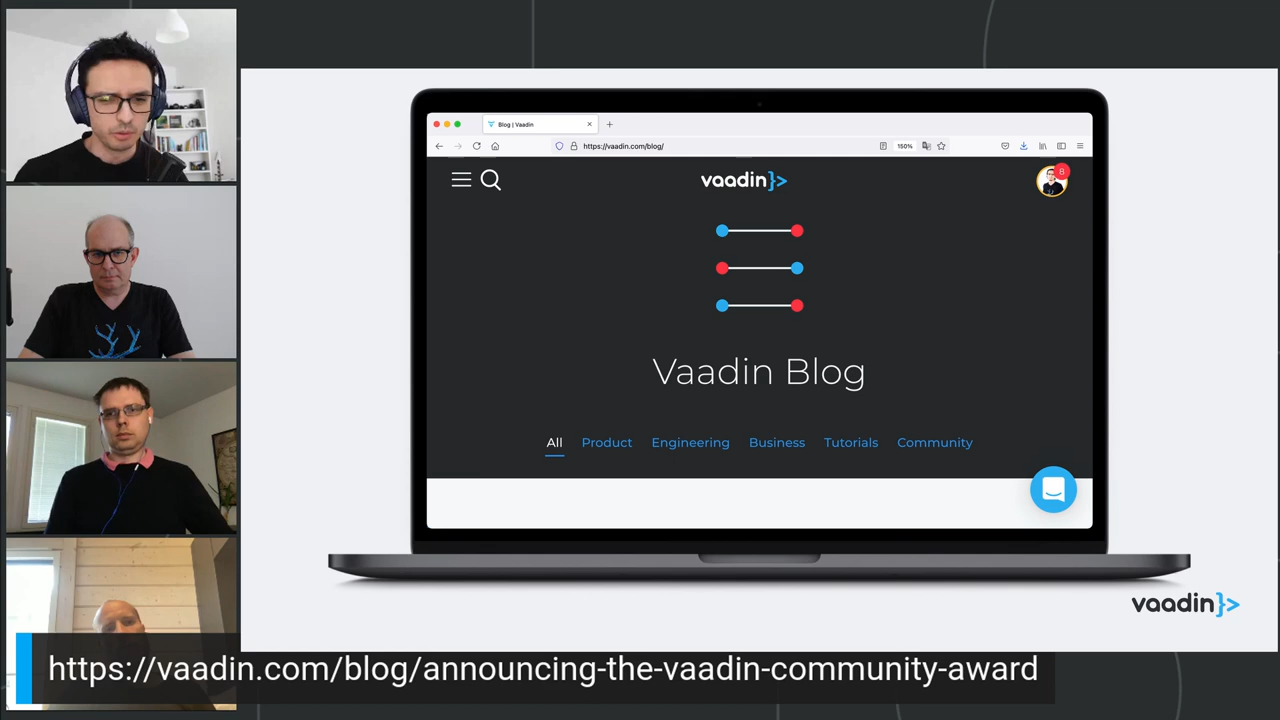 Blog | Vaadin
https://vaadin.com/blog/
150%
vaadin}>
8
Vaadin Blog
All Product Engineering Business Tutorials Community
vaadin}>
https://vaadin.com/blog/announcing-the-vaadin-community-award